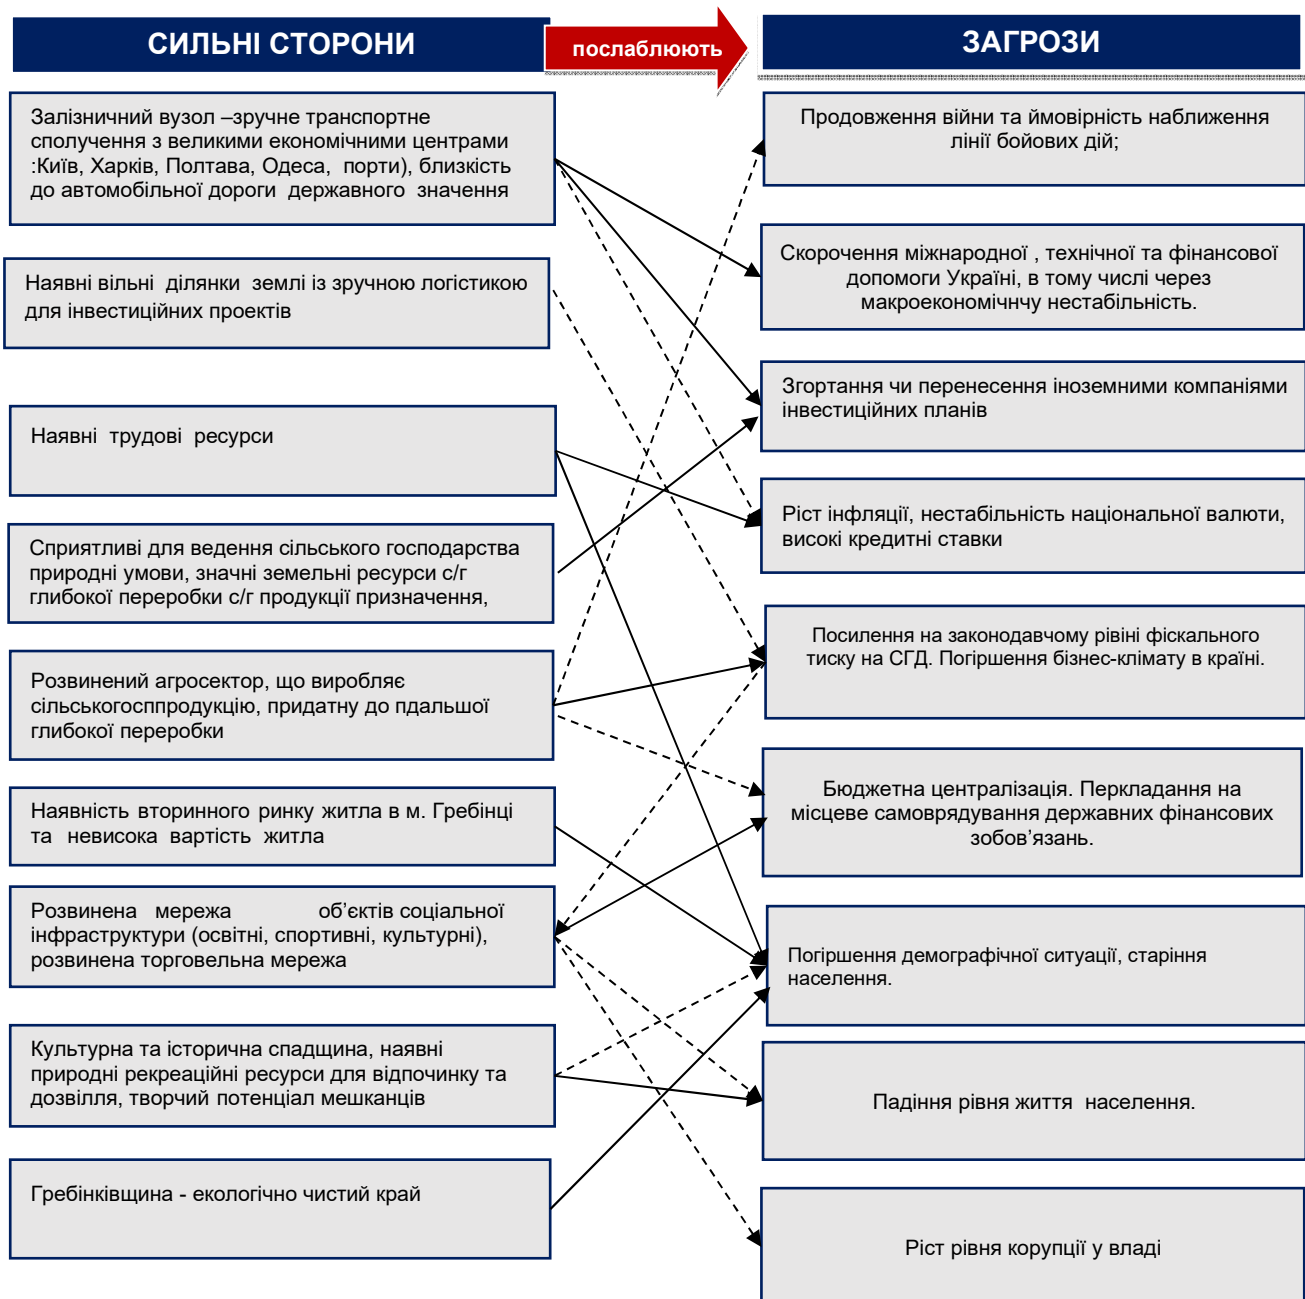 СИЛЬНІ СТОРОНИ
послаблюють
ЗАГРОЗИ
Залізничний вузол –зручне транспортне
сполучення з великими економічними центрами
:Київ, Харків, Полтава, Одеса, порти), близкість
до автомобільної дороги державного значення
Наявні вільні ділянки землі із зручною логістикою
для інвестиційних проектів
Наявні трудові ресурси
Сприятливі для ведення сільського господарства
природні умови, значні земельні ресурси с/г
глибокої переробки с/г продукції призначення,
Розвинений агросектор, що виробляє
сільськогосппродукцію, придатну до пдальшої
глибокої переробки
Наявність вторинного ринку житла в м. Гребінці
та невисока вартість житла
Розвинена мережа об’єктів соціальної
інфраструктури (освітні, спортивні, культурні),
розвинена торговельна мережа
Культурна та історична спадщина, наявні
природні рекреаційні ресурси для відпочинку та
дозвілля, творчий потенціал мешканців
Гребінківщина - екологічно чистий край
Продовження війни та ймовірність наближення
лінії бойових дій;
Скорочення міжнародної , технічної та фінансової
допомоги Україні, в тому числі через
макроекономічнчу нестабільність.
Згортання чи перенесення іноземними компаніями
інвестиційних планів
Ріст інфляції, нестабільність національної валюти,
високі кредитні ставки
Посилення на законодавчому рівіні фіскального
тиску на СГД. Погіршення бізнес-клімату в країні.
Бюджетна централізація. Перкладання на
місцеве самоврядування державних фінансових
зобов’язань.
Погіршення демографічної ситуації, старіння
населення.
Падіння рівня життя населення.
Ріст рівня корупції у владі